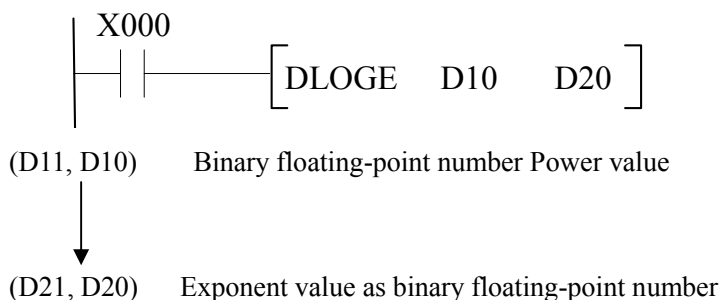 X000
DLOGE D10 D20
(D11, D10) Binary floating-point number Power value
(D21, D20) Exponent value as binary floating-point number